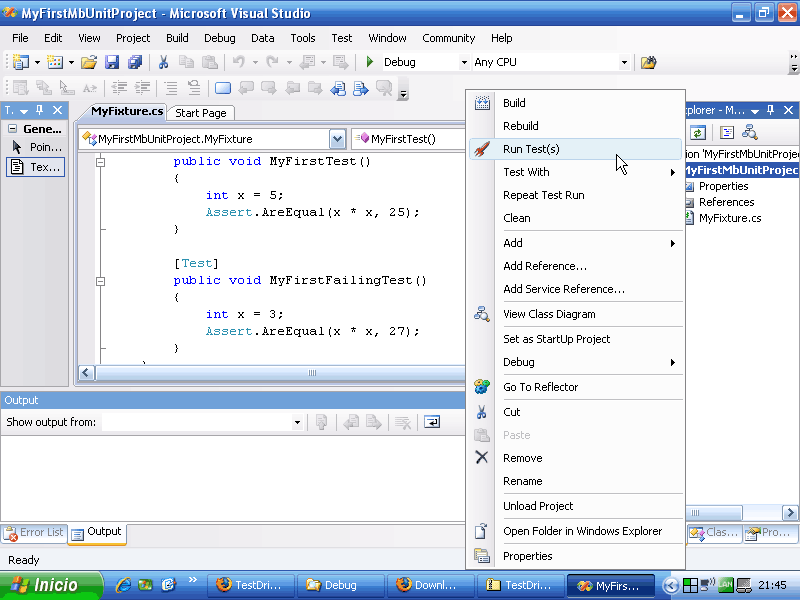 MyFirstMbUnitProject - Microsoft Visual Studio
File Edit View Project Build Debug Data Tools Test Window Community Help
Debug Any CPU
T.
Gene...
Poin...
Tex...
MyFixture.cs Start Page
MyFirstMbUnitProject.MyFixture MyFirstTest()
public void MyFirstTest()
{
int x = 5;
Assert.AreEqual(x * x, 25);
}
[Test]
public void MyFirstFailingTest()
{
int x = 3;
Assert.AreEqual(x * x, 27);
}
Build
Rebuild
Run Test(s)
Test With
Repeat Test Run
Clean
Add
Add Reference...
Add Service Reference...
View Class Diagram
Set as StartUp Project
Debug
Go To Reflector
Cut
Paste
Remove
Rename
Unload Project
Open Folder in Windows Explorer
Properties
xplorer - M...
ion 'MyFirstMbUnitProje
MyFirstMbUnitProjec
Properties
References
MyFixture.cs
Clas... Pro...
Output
Show output from:
Error List Output
Ready
Inicio TestDri... Debug Downl... TestDri... MyFirs... LAN 21:45